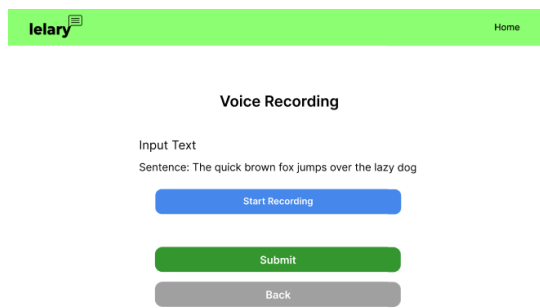 lelary
Home
Voice Recording
Input Text
Sentence: The quick brown fox jumps over the lazy dog
Start Recording
Submit
Back